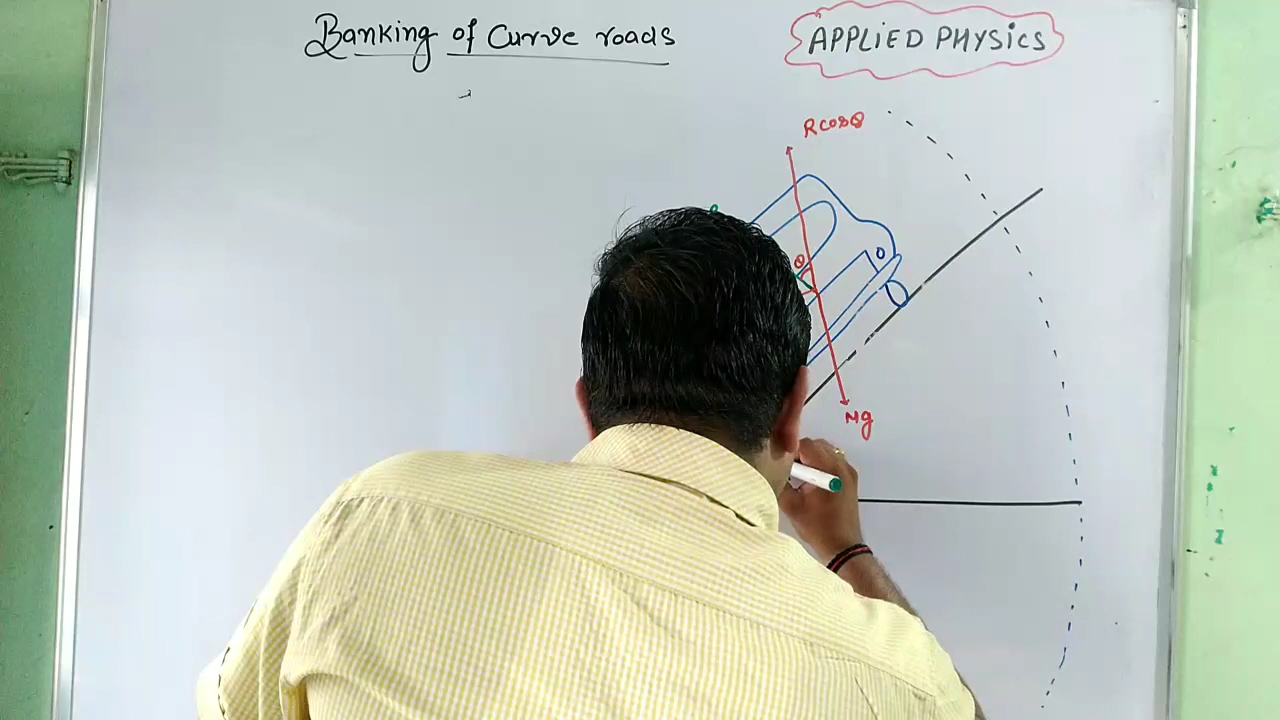 Banking of Curve roads
APPLiED PHYSics
Rcosθ
θ
Mg